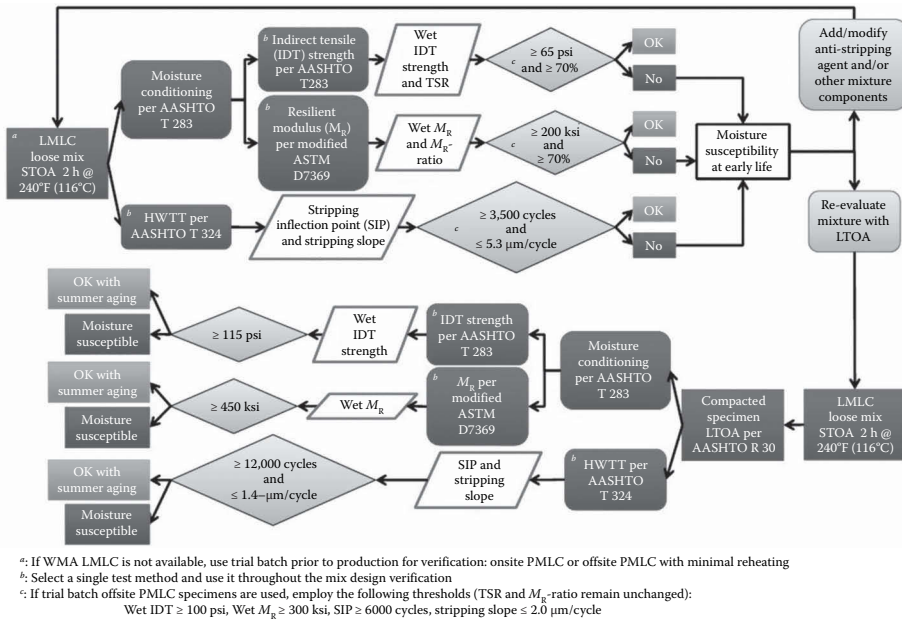 a
LMLC
loose mix
STOA 2 h @
240°F (116°C)
Moisture
conditioning
per AASHTO
T 283
b Indirect tensile
(IDT) strength
per AASHTO
T283
Wet
IDT
strength
and TSR
≥ 65 psi
c and ≥ 70%
OK
No
b
Resilient
modulus (MR)
per modified
ASTM
D7369
Wet MR
and MR-
ratio
≥ 200 ksi
c and
≥ 70%
OK
No
b
HWTT per
AASHTO T 324
Stripping
inflection point (SIP)
and stripping slope
≥ 3,500 cycles
c and
≤ 5.3 μm/cycle
OK
No
Moisture
susceptibility
at early life
Add/modify
anti-stripping
agent and/or
other mixture
components
Re-evaluate
mixture with
LTOA
LMLC
loose mix
STOA 2 h @
240°F (116°C)
Compacted
specimen
LTOA per
AASHTO R 30
Moisture
conditioning
per AASHTO
T 283
b IDT strength
per AASHTO
T 283
Wet
IDT
strength
≥ 115 psi
OK with
summer aging
Moisture
susceptible
b
MR per
modified
ASTM
D7369
Wet MR
≥ 450 ksi
OK with
summer aging
Moisture
susceptible
b HWTT per
AASHTO
T 324
SIP and
stripping
slope
≥ 12,000 cycles
and
≤ 1.4–μm/cycle
OK with
summer aging
Moisture
susceptible
a: If WMA LMLC is not available, use trial batch prior to production for verification: onsite PMLC or offsite PMLC with minimal reheating
b: Select a single test method and use it throughout the mix design verification
c: If trial batch offsite PMLC specimens are used, employ the following thresholds (TSR and MR-ratio remain unchanged):
Wet IDT ≥ 100 psi, Wet MR ≥ 300 ksi, SIP ≥ 6000 cycles, stripping slope ≤ 2.0 μm/cycle